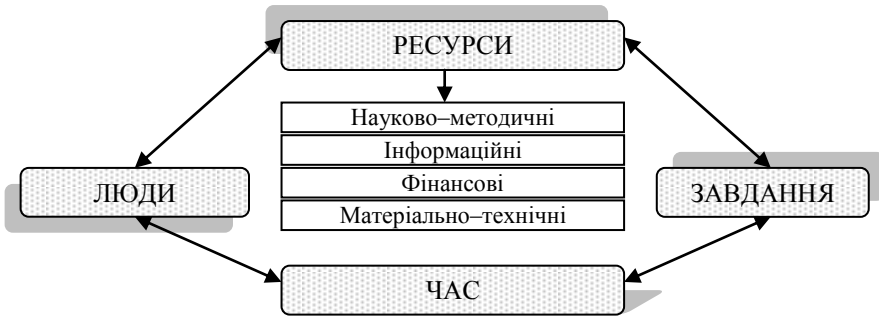 РЕСУРСИ
Науково–методичні
Інформаційні
Фінансові
Матеріально–технічні
ЛЮДИ
ЗАВДАННЯ
ЧАС